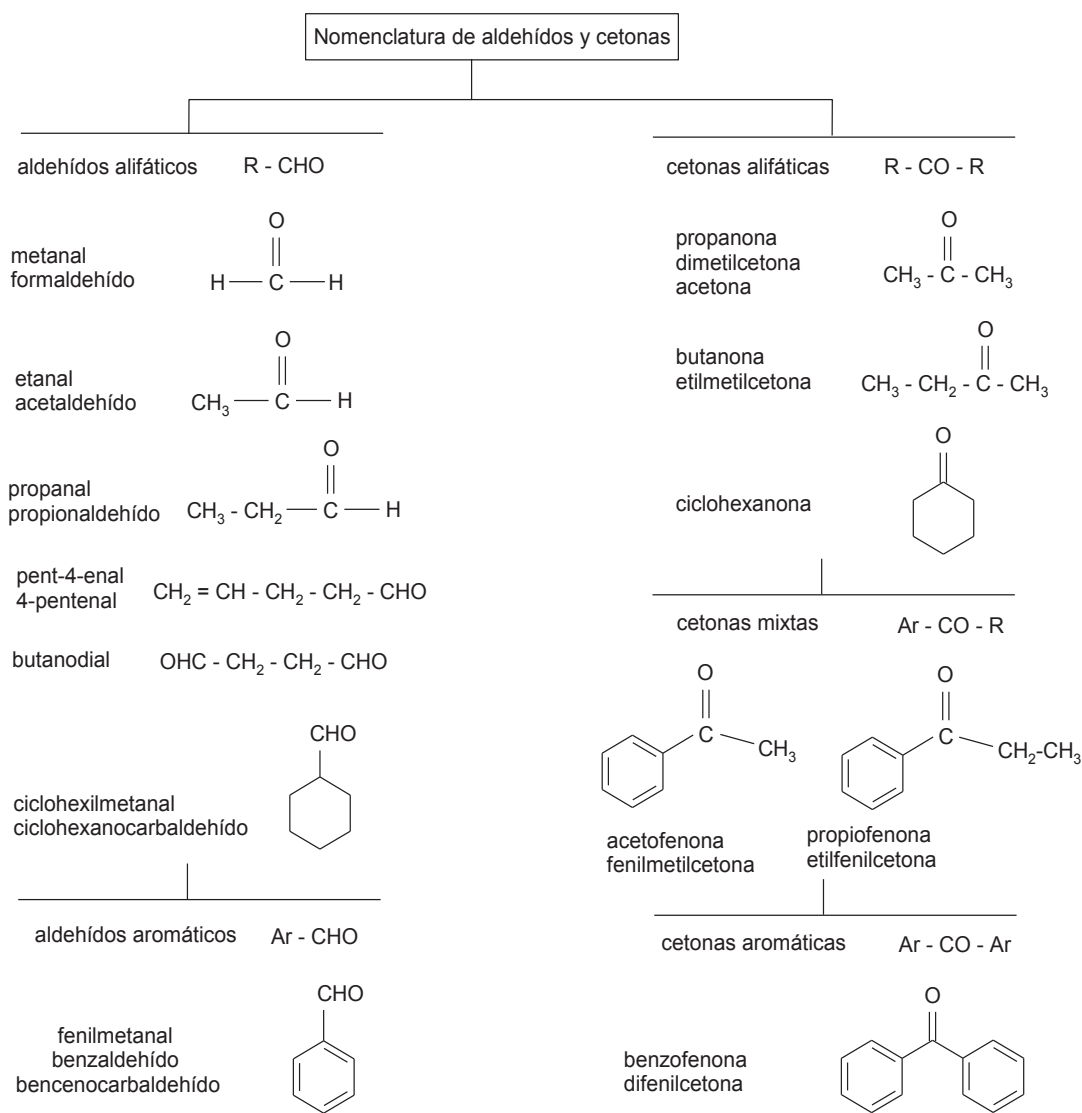 Nomenclatura de aldehídos y cetonas
aldehídos alifáticos R - CHO
metanal
formaldehído
O
H C H
etanal
acetaldehído
O
CH₃ C H
propanal
propionaldehído
O
CH₃ - CH₂ C H
pent-4-enal
4-pentenal
CH₂ = CH - CH₂ - CH₂ - CHO
butanodial OHC - CH₂ - CH₂ - CHO
CHO
ciclohexilmetanal
ciclohexanocarbaldehído
aldehídos aromáticos Ar - CHO
CHO
fenilmetanal
benzaldehído
bencenocarbaldehído
cetonas alifáticas R - CO - R
propanona
dimetilcetona
acetona
O
CH₃ - C - CH₃
butanona
etilmetilcetona
O
CH₃ - CH₂ - C - CH₃
O
ciclohexanona
cetonas mixtas Ar - CO - R
O
C
CH₃
acetofenona
fenilmetilcetona
O
C
CH₂-CH₃
propiofenona
etilfenilcetona
cetonas aromáticas Ar - CO - Ar
O
benzofenona
difenilcetona